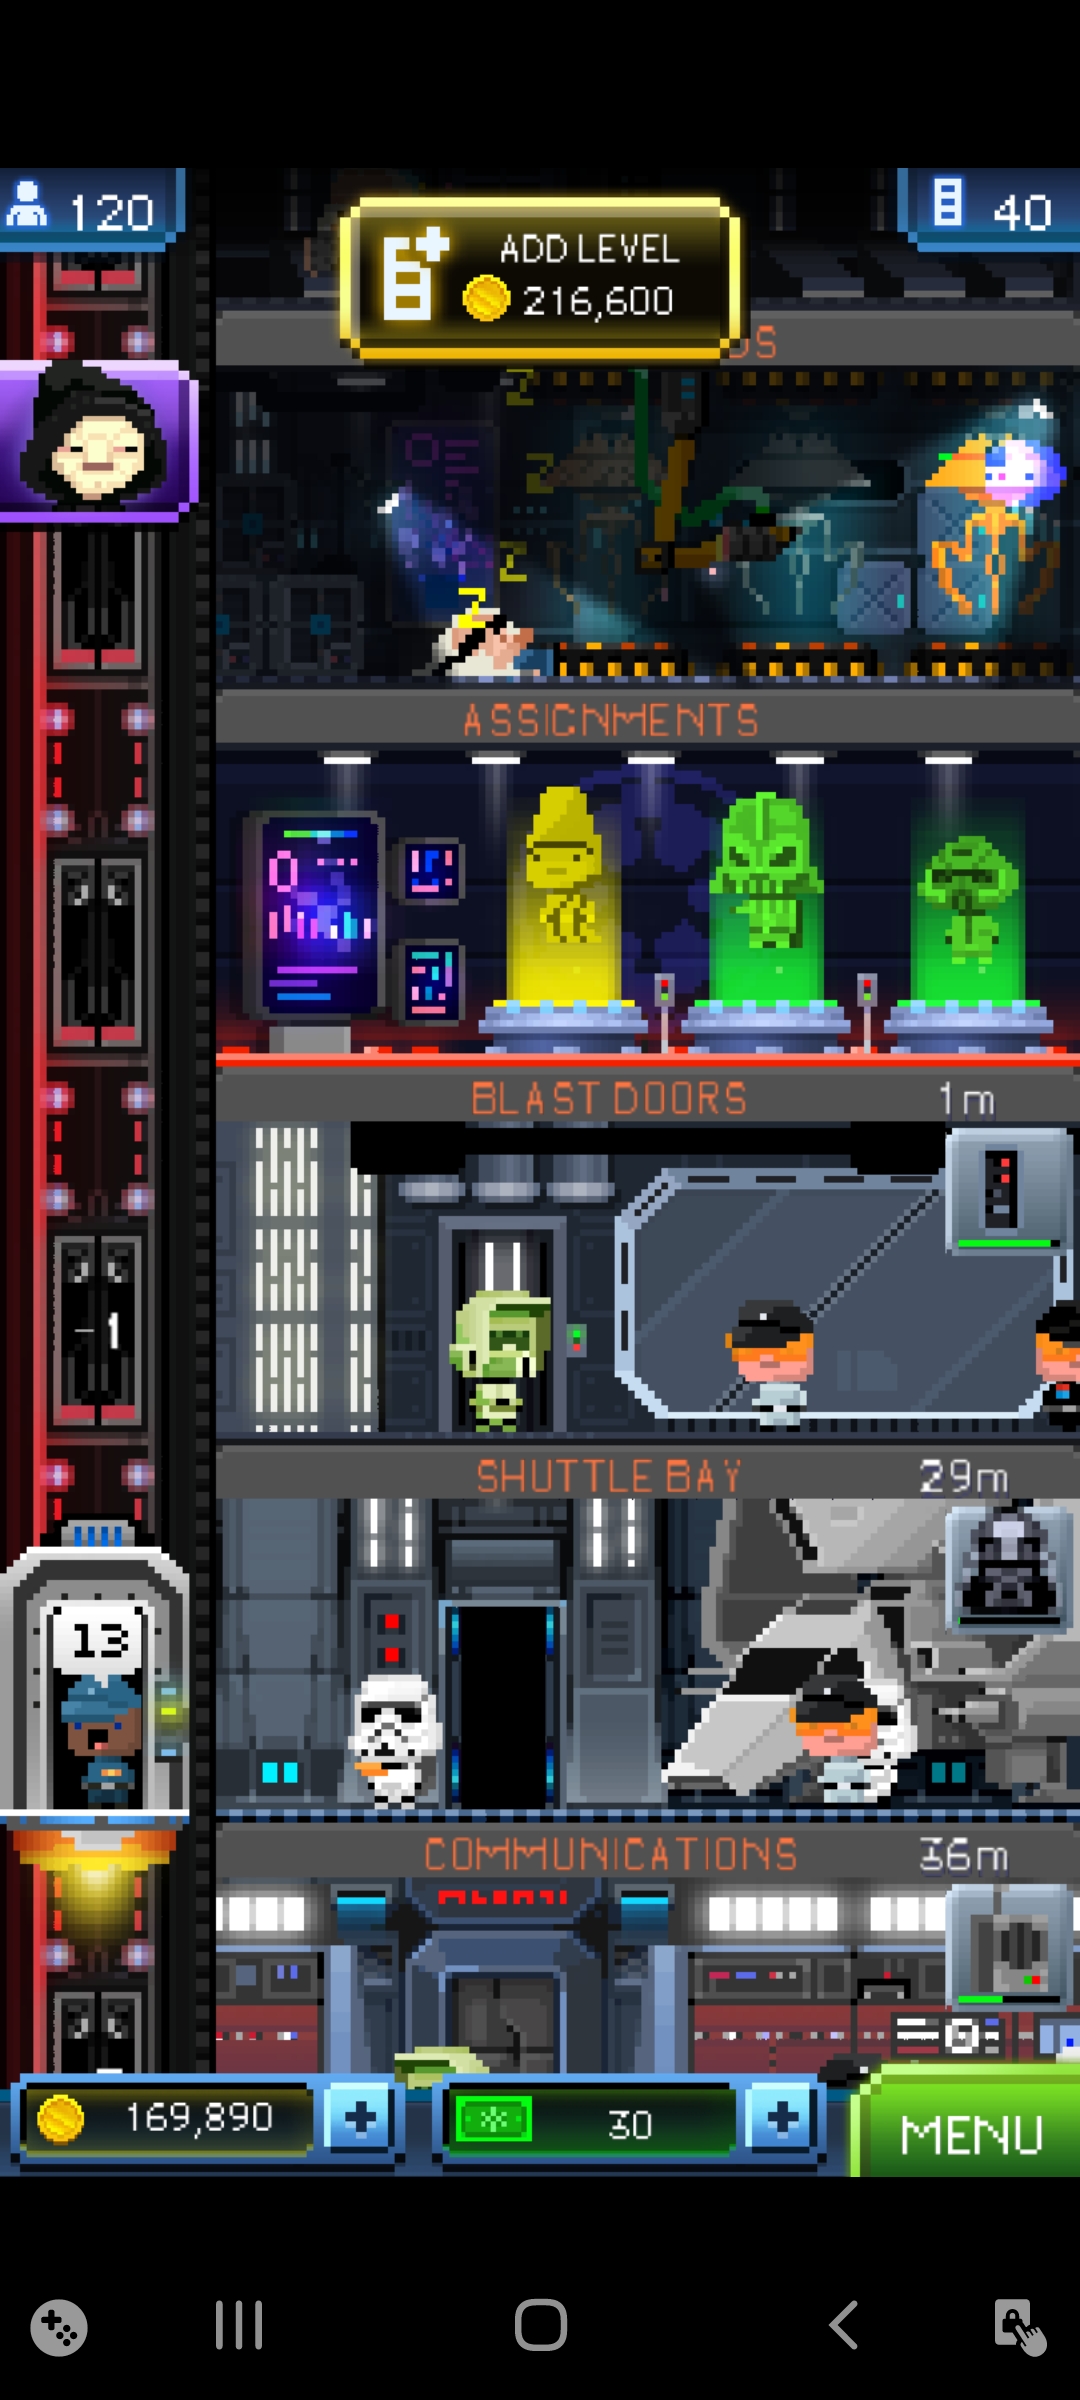 120
ADD LEVEL
216,600
40
Z
Z
Z
Z
ASSIGNMENTS
BLAST DOORS 1m
-1
SHUTTLE BAY 29m
13
COMMUNICATIONS 36m
169,890 +
30 +
MENU